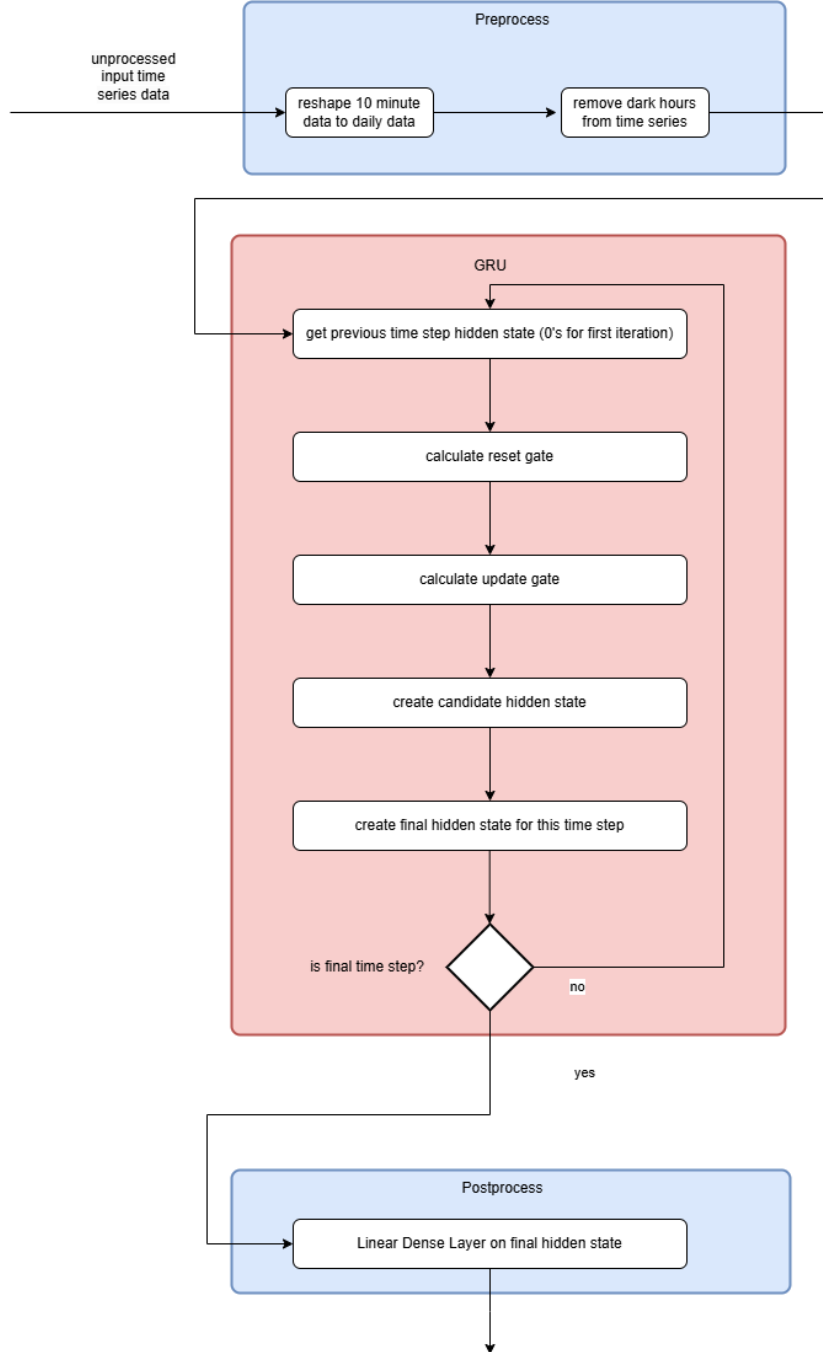 Preprocess
unprocessed
input time
series data
reshape 10 minute
data to daily data
remove dark hours
from time series
GRU
get previous time step hidden state (0's for first iteration)
calculate reset gate
calculate update gate
create candidate hidden state
create final hidden state for this time step
is final time step?
no
yes
Postprocess
Linear Dense Layer on final hidden state